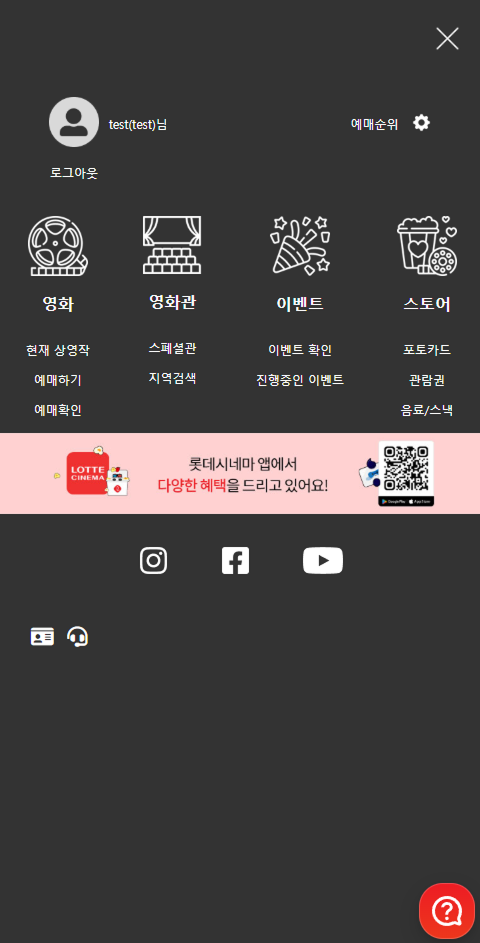 test(test)님
예매순위
로그아웃
영화
영화관
이벤트
스토어
현재 상영작
스페셜관
이벤트 확인
포토카드
예매하기
지역검색
진행중인 이벤트
관람권
예매확인
음료/스낵
LOTTE
CINEMA
롯데시네마 앱에서
다양한 혜택을 드리고 있어요!
Google Play
App Store